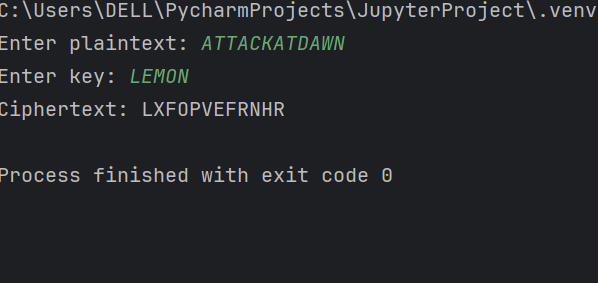 C:\Users\DELL\PycharmProjects\JupyterProject\.venv
Enter plaintext: ATTACKATDAWN
Enter key: LEMON
Ciphertext: LXFOPVEFRNHR
Process finished with exit code 0